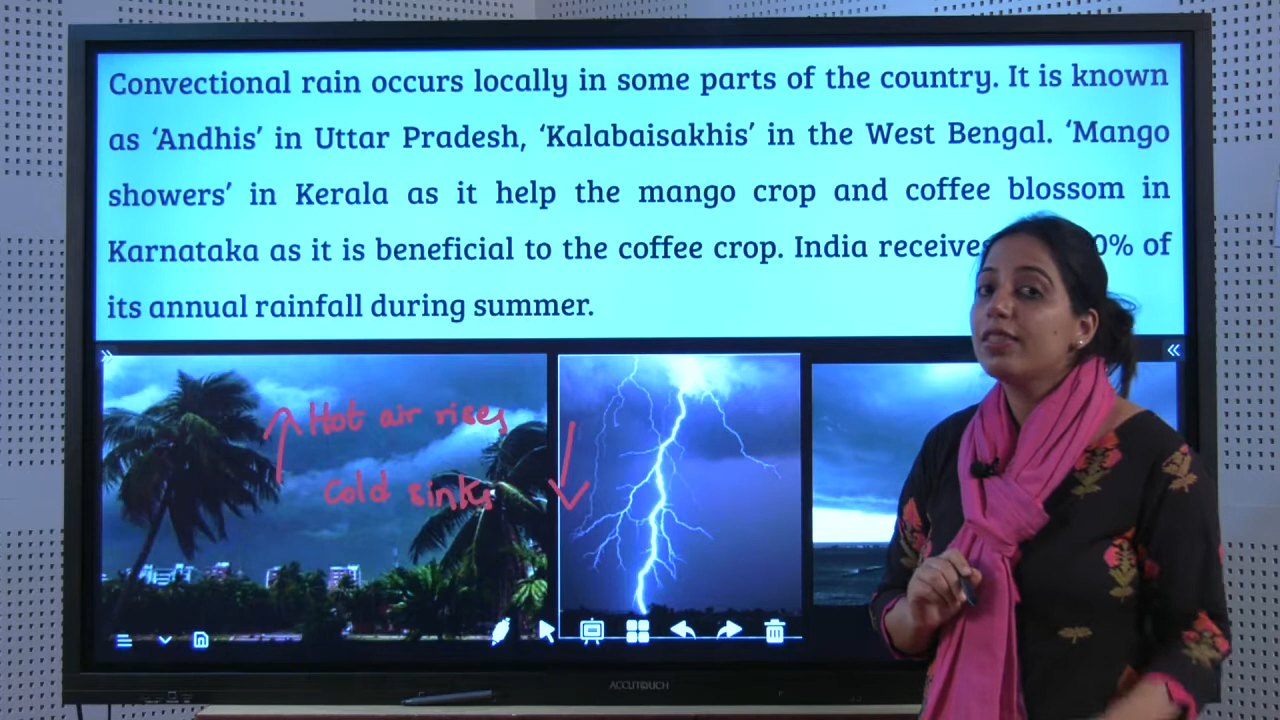 Convectional rain occurs locally in some parts of the country. It is known
as ‘Andhis’ in Uttar Pradesh, ‘Kalabaisakhis’ in the West Bengal. ‘Mango
showers’ in Kerala as it help the mango crop and coffee blossom in
Karnataka as it is beneficial to the coffee crop. India receives 0% of
its annual rainfall during summer.
Hot air rises
cold sinks
ACCUTOUCH